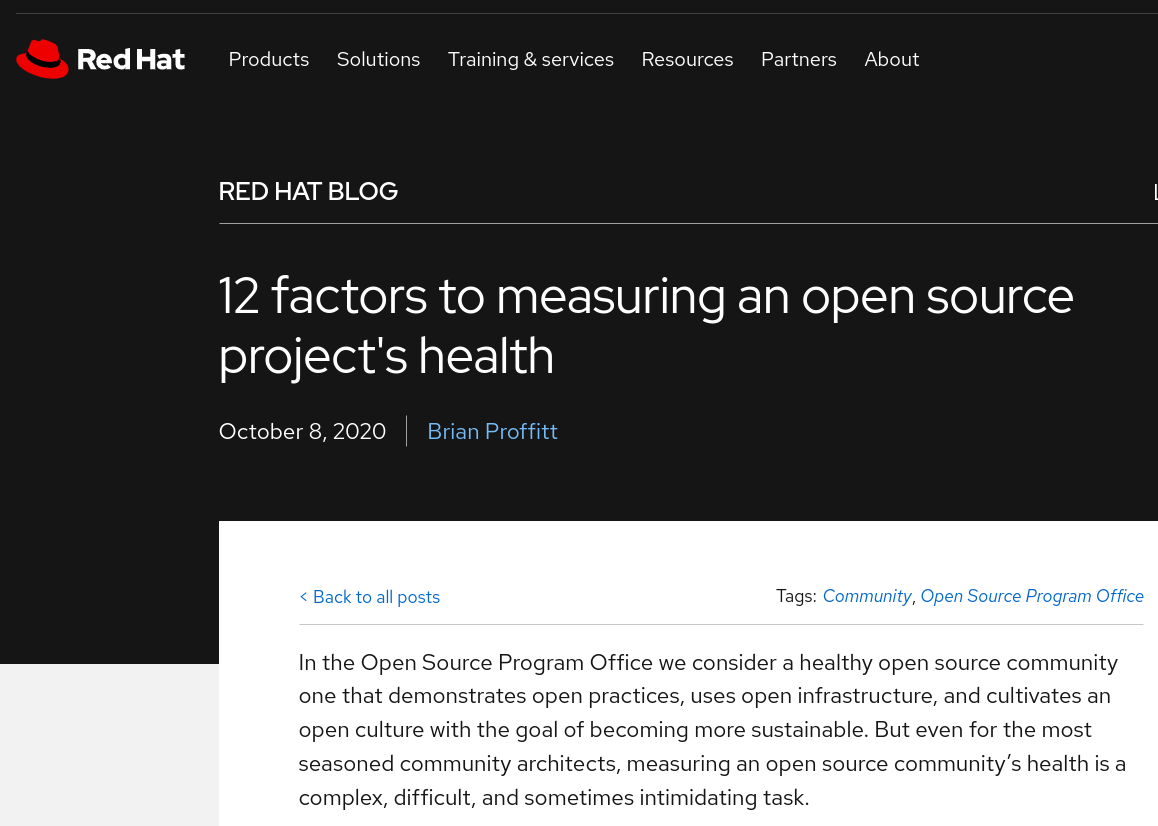 Red Hat
Products Solutions Training & services Resources Partners About
RED HAT BLOG
12 factors to measuring an open source
project's health
October 8, 2020 Brian Proffitt
< Back to all posts Tags: Community, Open Source Program Office
In the Open Source Program Office we consider a healthy open source community
one that demonstrates open practices, uses open infrastructure, and cultivates an
open culture with the goal of becoming more sustainable. But even for the most
seasoned community architects, measuring an open source community’s health is a
complex, difficult, and sometimes intimidating task.